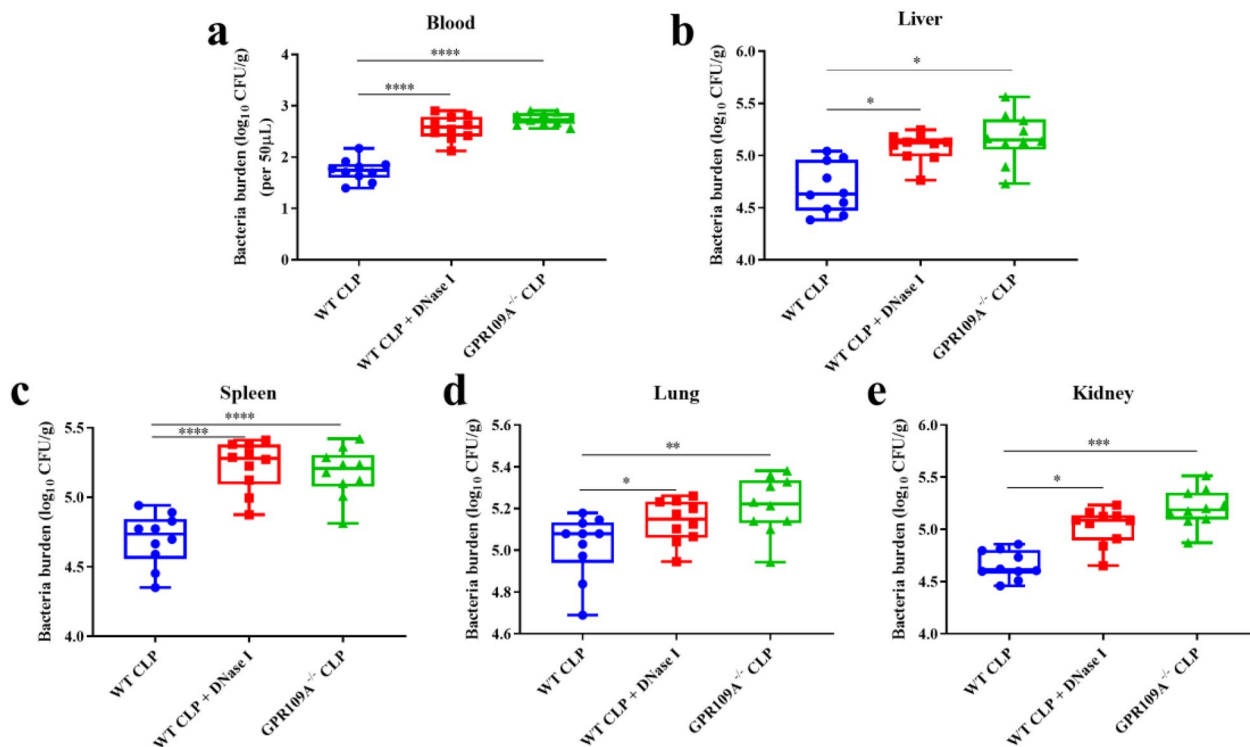 a
Blood
Bacteria burden (log₁₀ CFU/g)
(per 50μL)
4
3
2
1
0
****
****
WT CLP
WT CLP + DNase I
GPR109A⁻/⁻ CLP
b
Liver
Bacteria burden (log₁₀ CFU/g)
6.0
5.5
5.0
4.5
4.0
*
*
WT CLP
WT CLP + DNase I
GPR109A⁻/⁻ CLP
c
Spleen
Bacteria burden (log₁₀ CFU/g)
5.5
5.0
4.5
4.0
****
****
WT CLP
WT CLP + DNase I
GPR109A⁻/⁻ CLP
d
Lung
Bacteria burden (log₁₀ CFU/g)
5.6
5.4
5.2
5.0
4.8
4.6
**
*
WT CLP
WT CLP + DNase I
GPR109A⁻/⁻ CLP
e
Kidney
Bacteria burden (log₁₀ CFU/g)
6.0
5.5
5.0
4.5
4.0
***
*
WT CLP
WT CLP + DNase I
GPR109A⁻/⁻ CLP